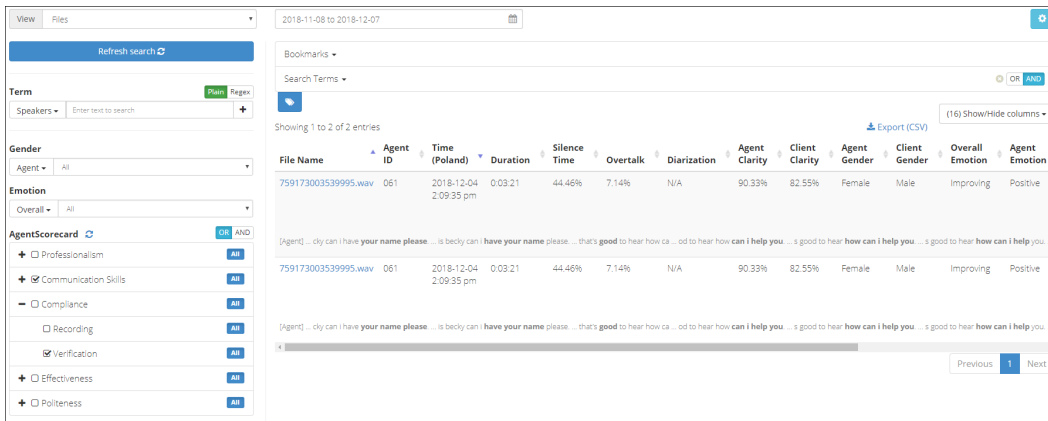 View Files
2018-11-08 to 2018-12-07
Refresh search
Bookmarks
Search Terms
OR AND
Term
Plain Regex
Speakers
Enter text to search
+
(16) Show/Hide columns
Showing 1 to 2 of 2 entries
Export (CSV)
Gender
Agent All
Emotion
Overall All
AgentScorecard
OR AND
+ Professionalism All
+ Communication Skills All
− Compliance All
Recording All
Verification All
+ Effectiveness All
+ Politeness All
File Name Agent ID Time (Poland) Duration Silence Time Overtalk Diarization Agent Clarity Client Clarity Agent Gender Client Gender Overall Emotion Agent Emotion
759173003539995.wav 061 2018-12-04 0:03:21 44.46% 7.14% N/A 90.33% 82.55% Female Male Improving Positive
2:09:35 pm
[Agent] ... cky can i have your name please. ... is becky can i have your name please. ... that's good to hear how ca ... od to hear how can i help you. ... s good to hear how can i help you. ... s good to hear how can i help you.
759173003539995.wav 061 2018-12-04 0:03:21 44.46% 7.14% N/A 90.33% 82.55% Female Male Improving Positive
2:09:35 pm
[Agent] ... cky can i have your name please. ... is becky can i have your name please. ... that's good to hear how ca ... od to hear how can i help you. ... s good to hear how can i help you. ... s good to hear how can i help you.
Previous 1 Next